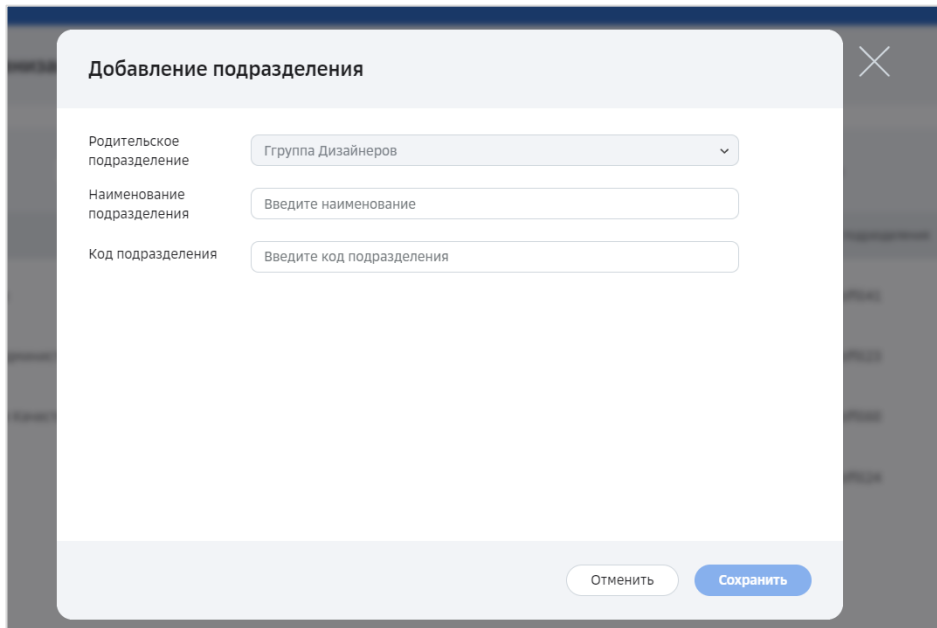 Добавление подразделения
Родительское
подразделение
Ггруппа Дизайнеров
Наименование
подразделения
Введите наименование
Код подразделения
Введите код подразделения
Отменить
Сохранить